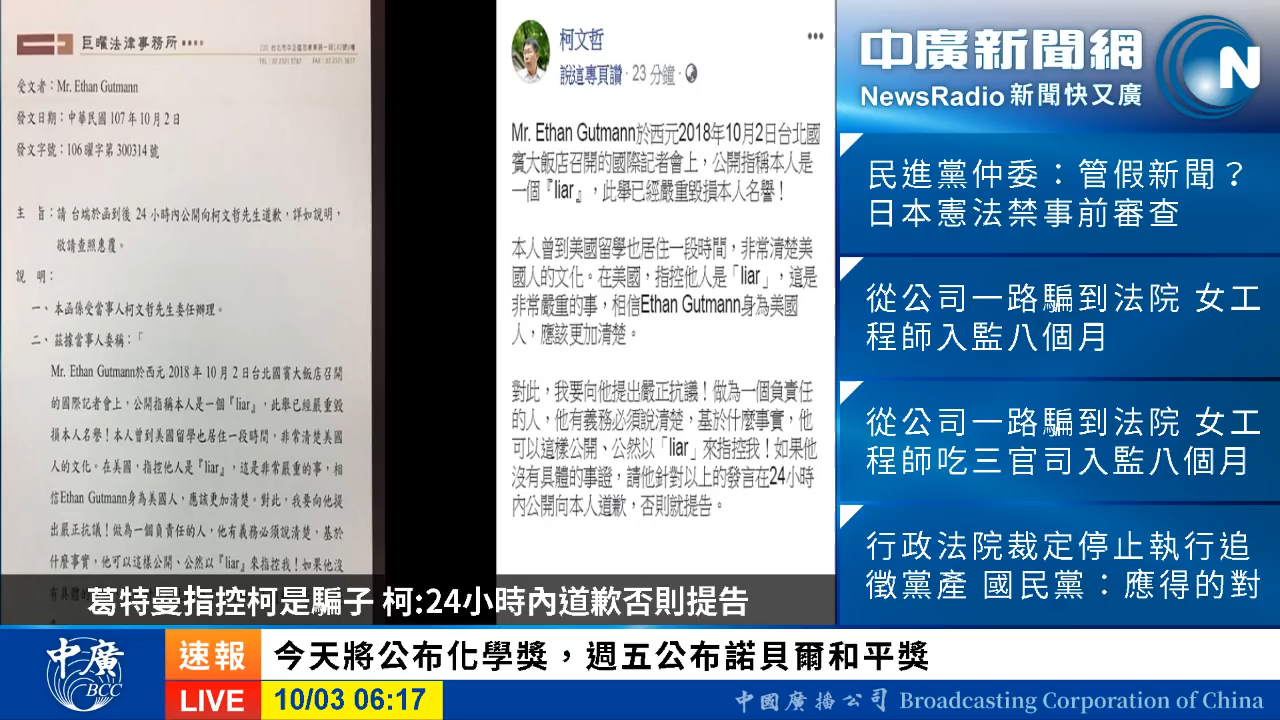 巨曜法律事務所
受文者：Mr. Ethan Gutmann
發文日期：中華民國 107年10月2日
發文字號：106曜字第300314號
主　旨：請 台端於函到後 24小時內公開向柯文哲先生道歉，詳如說明，
敬請查照惠覆。
說　明：
一、本函係受當事人柯文哲先生委任辦理。
二、茲據當事人委稱：「
Mr. Ethan Gutmann於西元 2018 年 10 月 2 日台北國賓大飯店召開
的國際記者會上，公開指稱本人是一個『liar』，此舉已經嚴重毀
損本人名譽！本人曾到美國留學也居住一段時間，非常清楚美國
人的文化。在美國，指控他人是『liar』，這是非常嚴重的事，相
信Ethan Gutmann身為美國人，應該更加清楚。對此，我要向他提
出嚴正抗議！做為一個負責任的人，他有義務必須說清楚，基於
什麼事實，他可以這樣公開、公然以『liar』來指控我！如果他沒
有具體的
柯文哲
說這專頁讚 · 23 分鐘 ·
Mr. Ethan Gutmann於西元2018年10月2日台北國
賓大飯店召開的國際記者會上，公開指稱本人是
一個『liar』，此舉已經嚴重毀損本人名譽！
本人曾到美國留學也居住一段時間，非常清楚美
國人的文化。在美國，指控他人是「liar」，這是
非常嚴重的事，相信Ethan Gutmann身為美國
人，應該更加清楚。
對此，我要向他提出嚴正抗議！做為一個負責任
的人，他有義務必須說清楚，基於什麼事實，他
可以這樣公開、公然以「liar」來指控我！如果他
沒有具體的事證，請他針對以上的發言在24小時
內公開向本人道歉，否則就提告。
葛特曼指控柯是騙子 柯:24小時內道歉否則提告
中廣新聞網
NewsRadio 新聞快又廣
N
民進黨仲委：管假新聞？
日本憲法禁事前審查
從公司一路騙到法院 女工
程師入監八個月
從公司一路騙到法院 女工
程師吃三官司入監八個月
行政法院裁定停止執行追
徵黨產 國民黨：應得的對
中廣
BCC
速報
今天將公布化學獎，週五公布諾貝爾和平獎
LIVE
10/03 06:17
中國廣播公司 Broadcasting Corporation of China